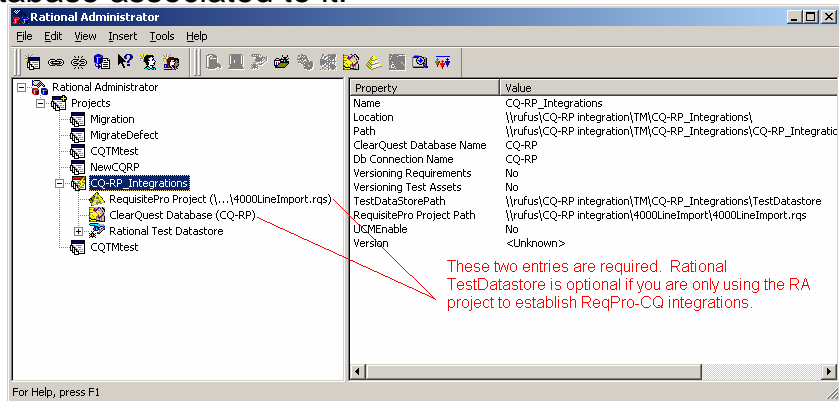 tabase associated to it.
Rational Administrator
File Edit View Insert Tools Help
Rational Administrator
Projects
Migration
MigrateDefect
CQTMtest
NewCQRP
CQ-RP_Integrations
RequisitePro Project (\...\4000LineImport.rqs)
ClearQuest Database (CQ-RP)
Rational Test Datastore
CQTMtest
Property Value
Name CQ-RP_Integrations
Location \\rufus\CQ-RP integration\TM\CQ-RP_Integrations\
Path \\rufus\CQ-RP integration\TM\CQ-RP_Integrations\CQ-RP_Integratic
ClearQuest Database Name CQ-RP
Db Connection Name CQ-RP
Versioning Requirements No
Versioning Test Assets No
TestDataStorePath \\rufus\CQ-RP integration\TM\CQ-RP_Integrations\TestDatastore
RequisitePro Project Path \\rufus\CQ-RP integration\4000LineImport\4000LineImport.rqs
UCMEnable No
Version <Unknown>
These two entries are required. Rational
TestDatastore is optional if you are only using the RA
project to establish ReqPro-CQ integrations.
For Help, press F1